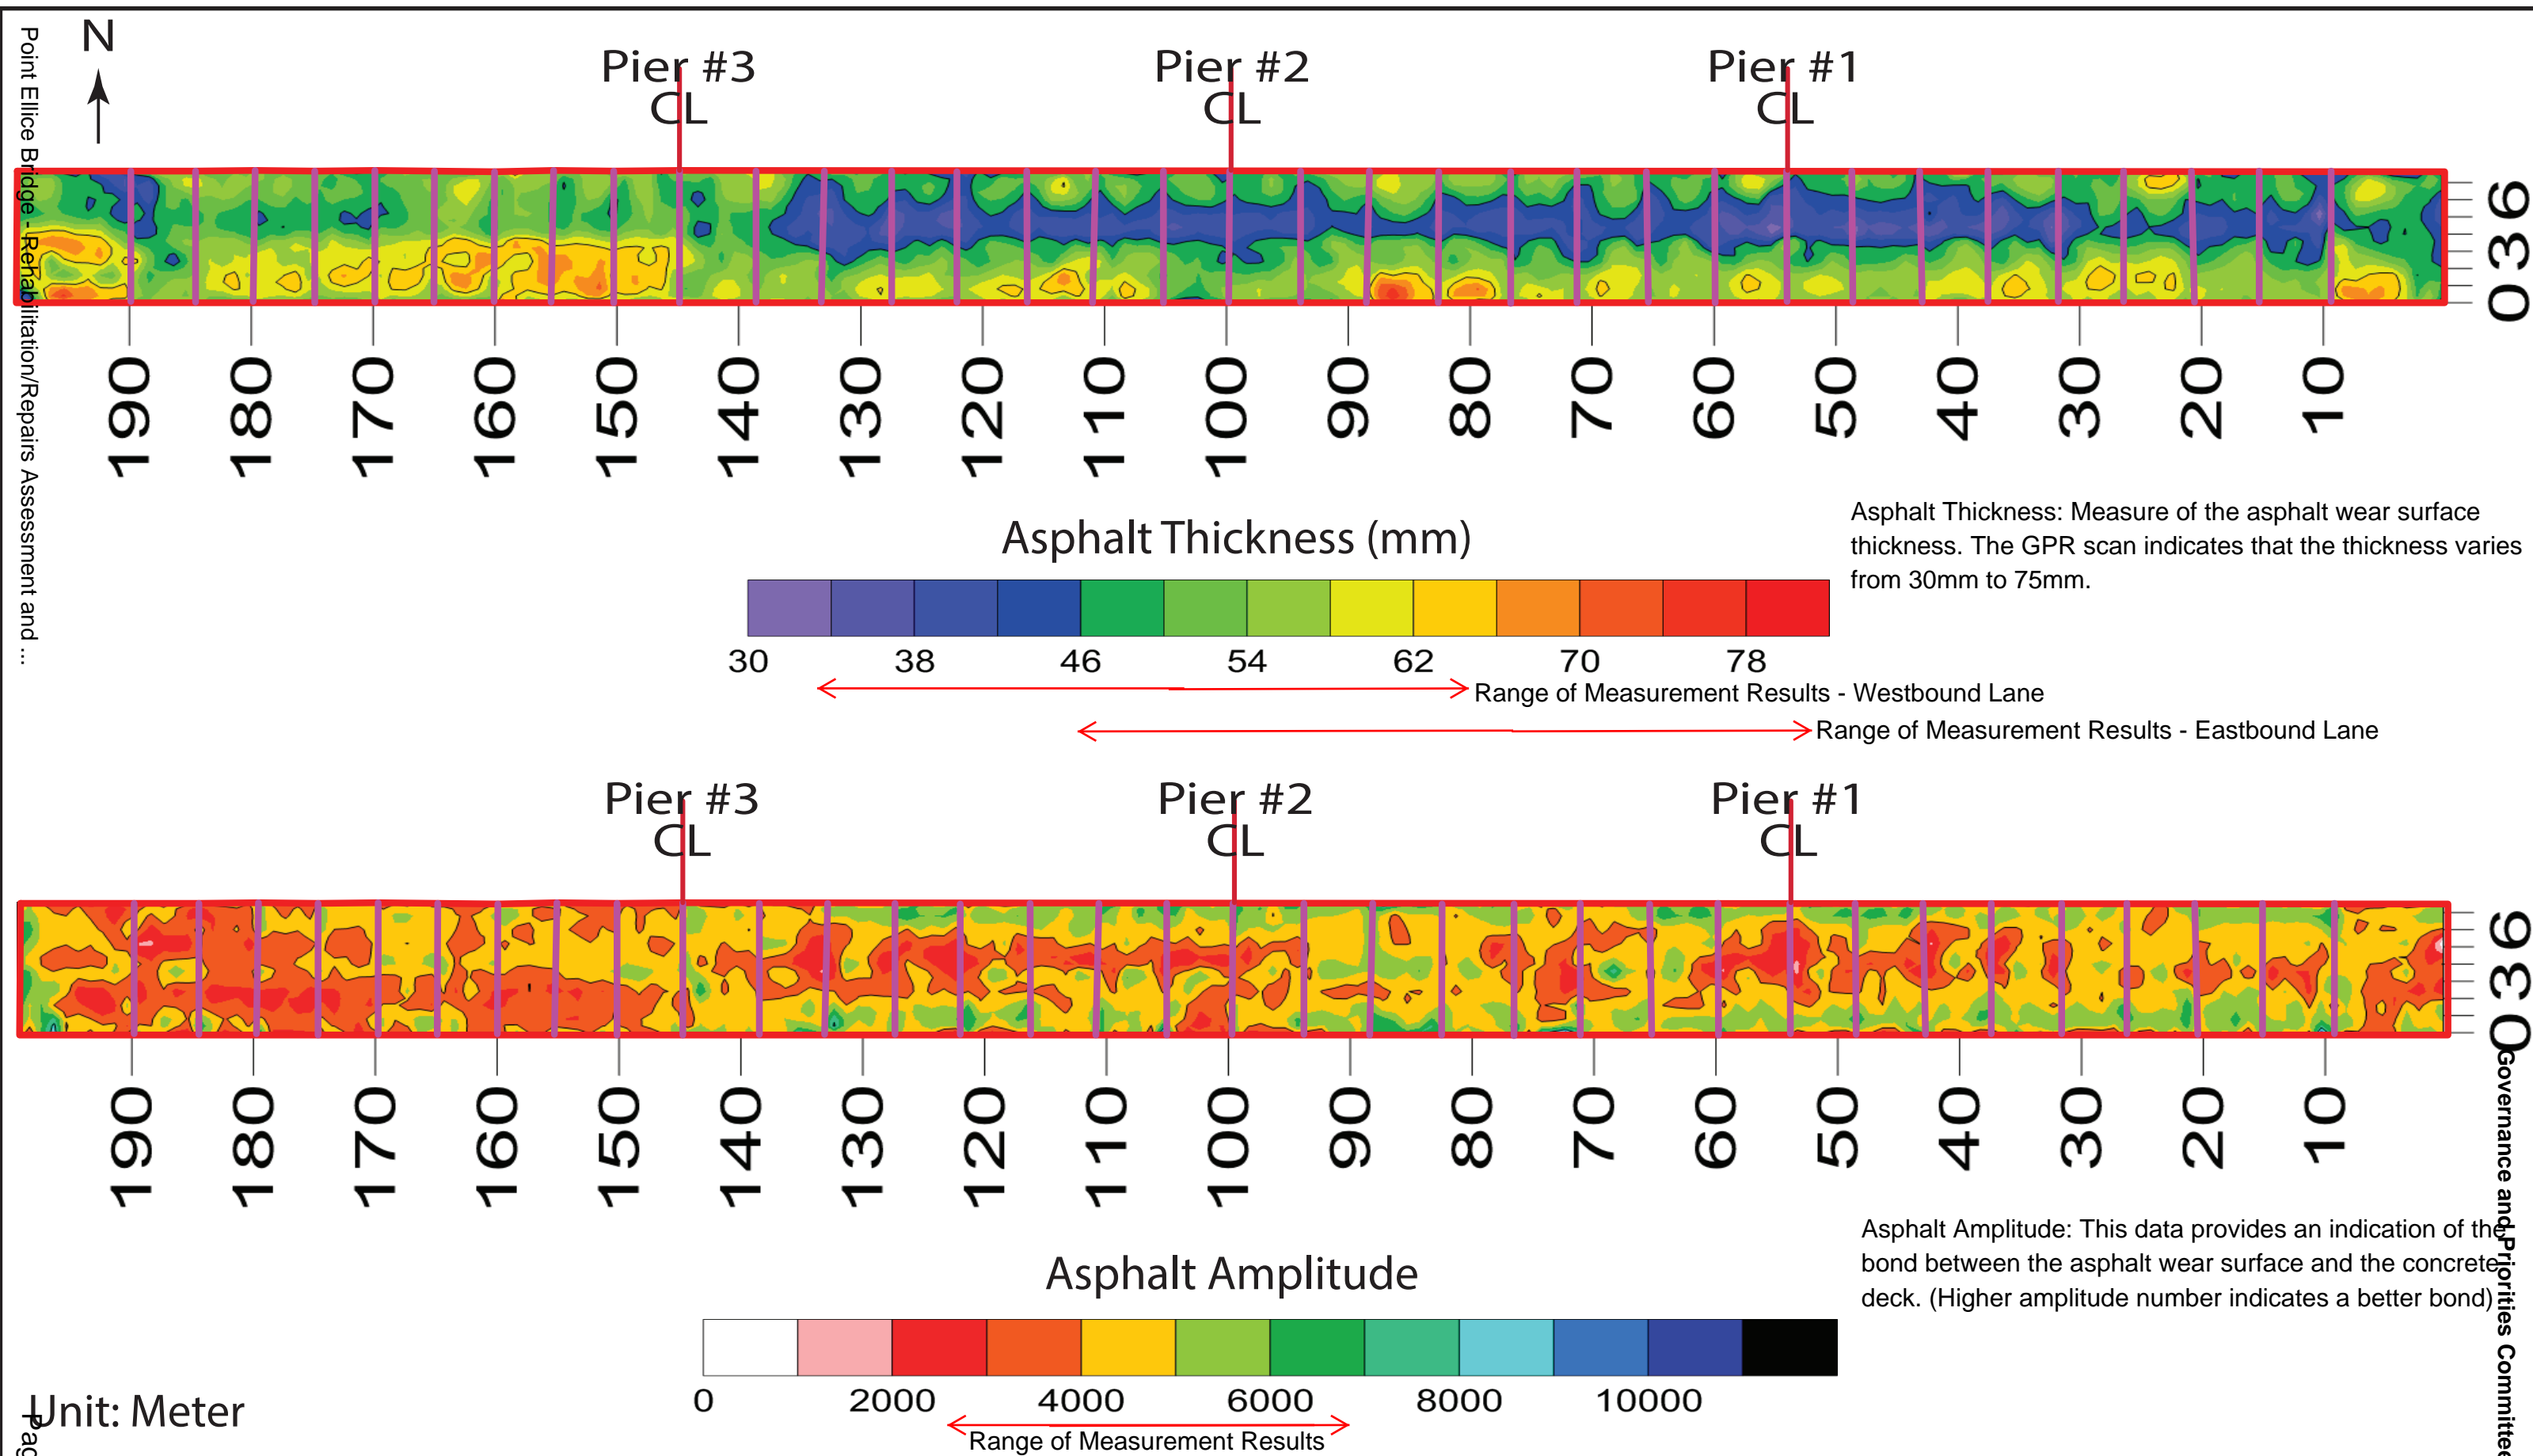 Point Ellice Bridge - Rehabilitation/Repairs Assessment and ...
N
Pier #3
CL
Pier #2
CL
Pier #1
CL
0 3 6
190 180 170 160 150 140 130 120 110 100 90 80 70 60 50 40 30 20 10
Asphalt Thickness (mm)
30 38 46 54 62 70 78
Asphalt Thickness: Measure of the asphalt wear surface
thickness. The GPR scan indicates that the thickness varies
from 30mm to 75mm.
Range of Measurement Results - Westbound Lane
Range of Measurement Results - Eastbound Lane
Pier #3
CL
Pier #2
CL
Pier #1
CL
0 3 6
190 180 170 160 150 140 130 120 110 100 90 80 70 60 50 40 30 20 10
Asphalt Amplitude
0 2000 4000 6000 8000 10000
Range of Measurement Results
Asphalt Amplitude: This data provides an indication of the
bond between the asphalt wear surface and the concrete
deck. (Higher amplitude number indicates a better bond)
Unit: Meter
Governance and Priorities Committee